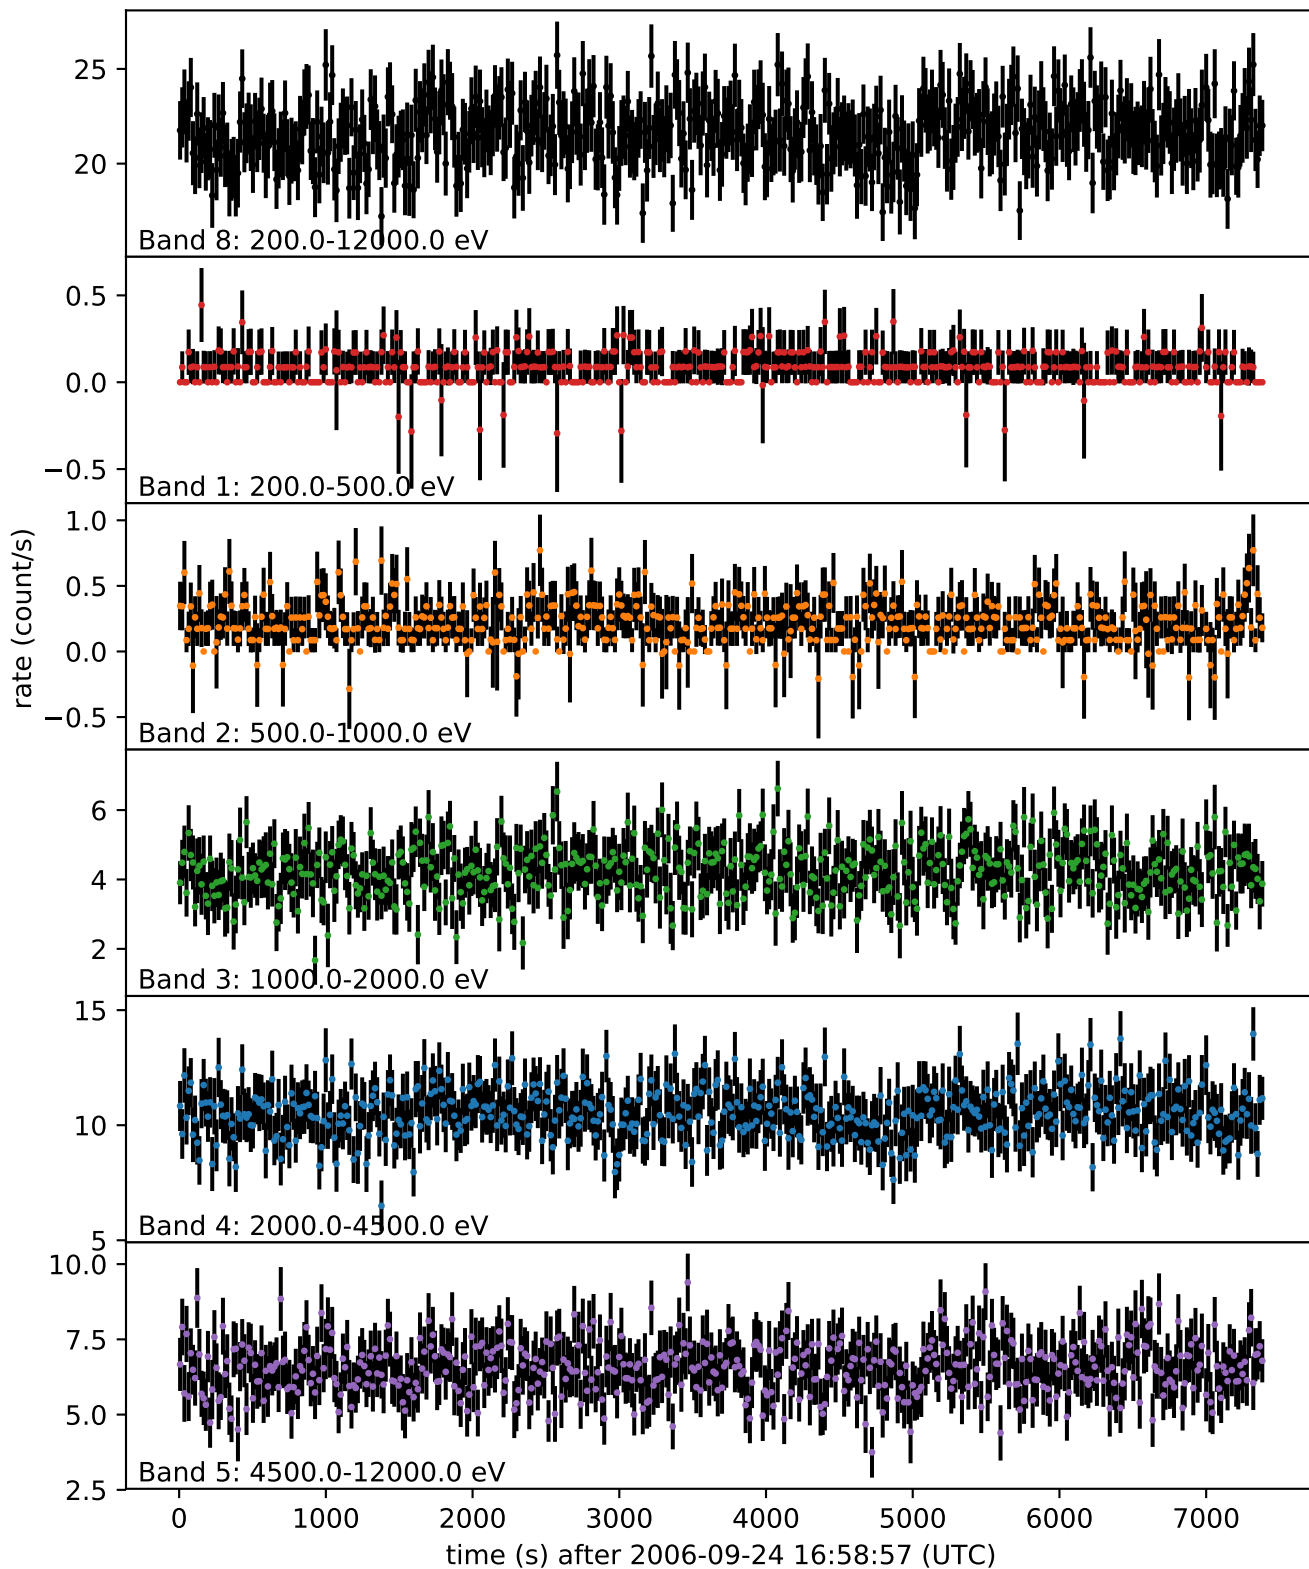 25
20
Band 8: 200.0-12000.0 eV
0.5
0.0
−0.5
Band 1: 200.0-500.0 eV
1.0
0.5
0.0
−0.5
Band 2: 500.0-1000.0 eV
rate (count/s)
6
4
2
Band 3: 1000.0-2000.0 eV
15
10
5
Band 4: 2000.0-4500.0 eV
10.0
7.5
5.0
2.5
Band 5: 4500.0-12000.0 eV
0 1000 2000 3000 4000 5000 6000 7000
time (s) after 2006-09-24 16:58:57 (UTC)